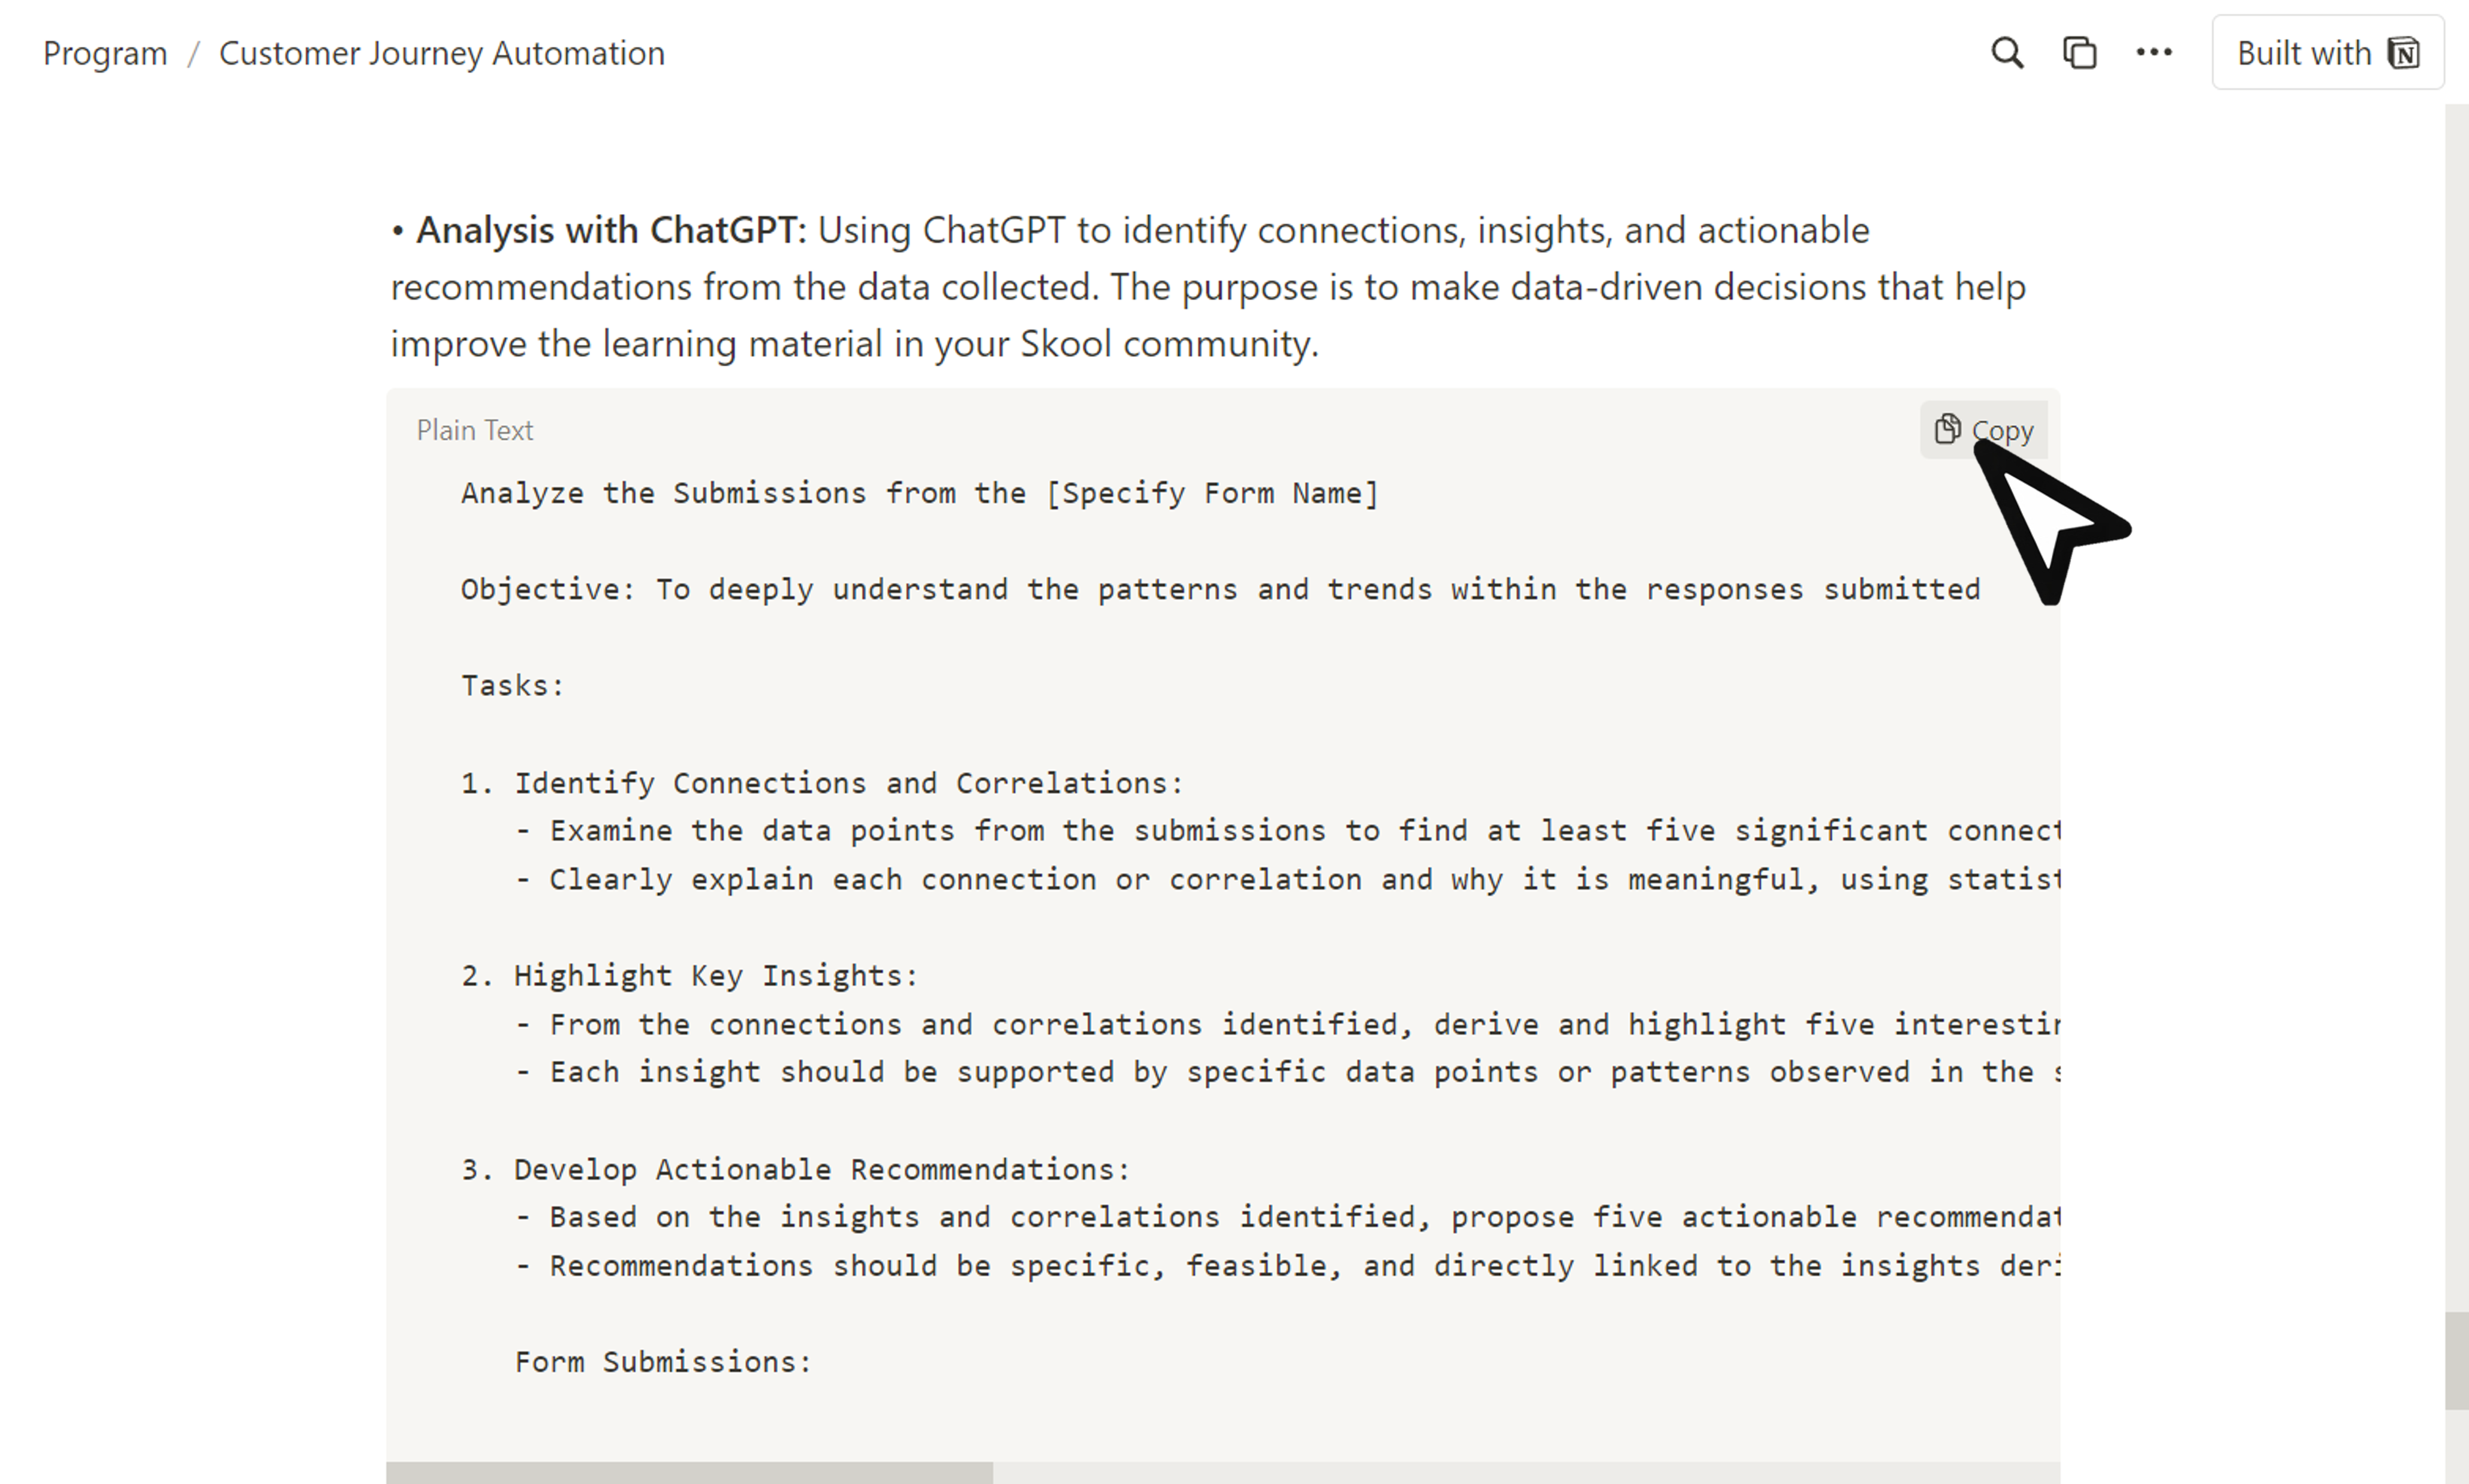 Program / Customer Journey Automation
Built with
• Analysis with ChatGPT: Using ChatGPT to identify connections, insights, and actionable
recommendations from the data collected. The purpose is to make data-driven decisions that help
improve the learning material in your Skool community.
Plain Text
Copy
Analyze the Submissions from the [Specify Form Name]
Objective: To deeply understand the patterns and trends within the responses submitted
Tasks:
1. Identify Connections and Correlations:
- Examine the data points from the submissions to find at least five significant
- Clearly explain each connection or correlation and why it is meaningful, using
2. Highlight Key Insights:
- From the connections and correlations identified, derive and highlight five
- Each insight should be supported by specific data points or patterns observed in the
3. Develop Actionable Recommendations:
- Based on the insights and correlations identified, propose five actionable
- Recommendations should be specific, feasible, and directly linked to the insights
Form Submissions: